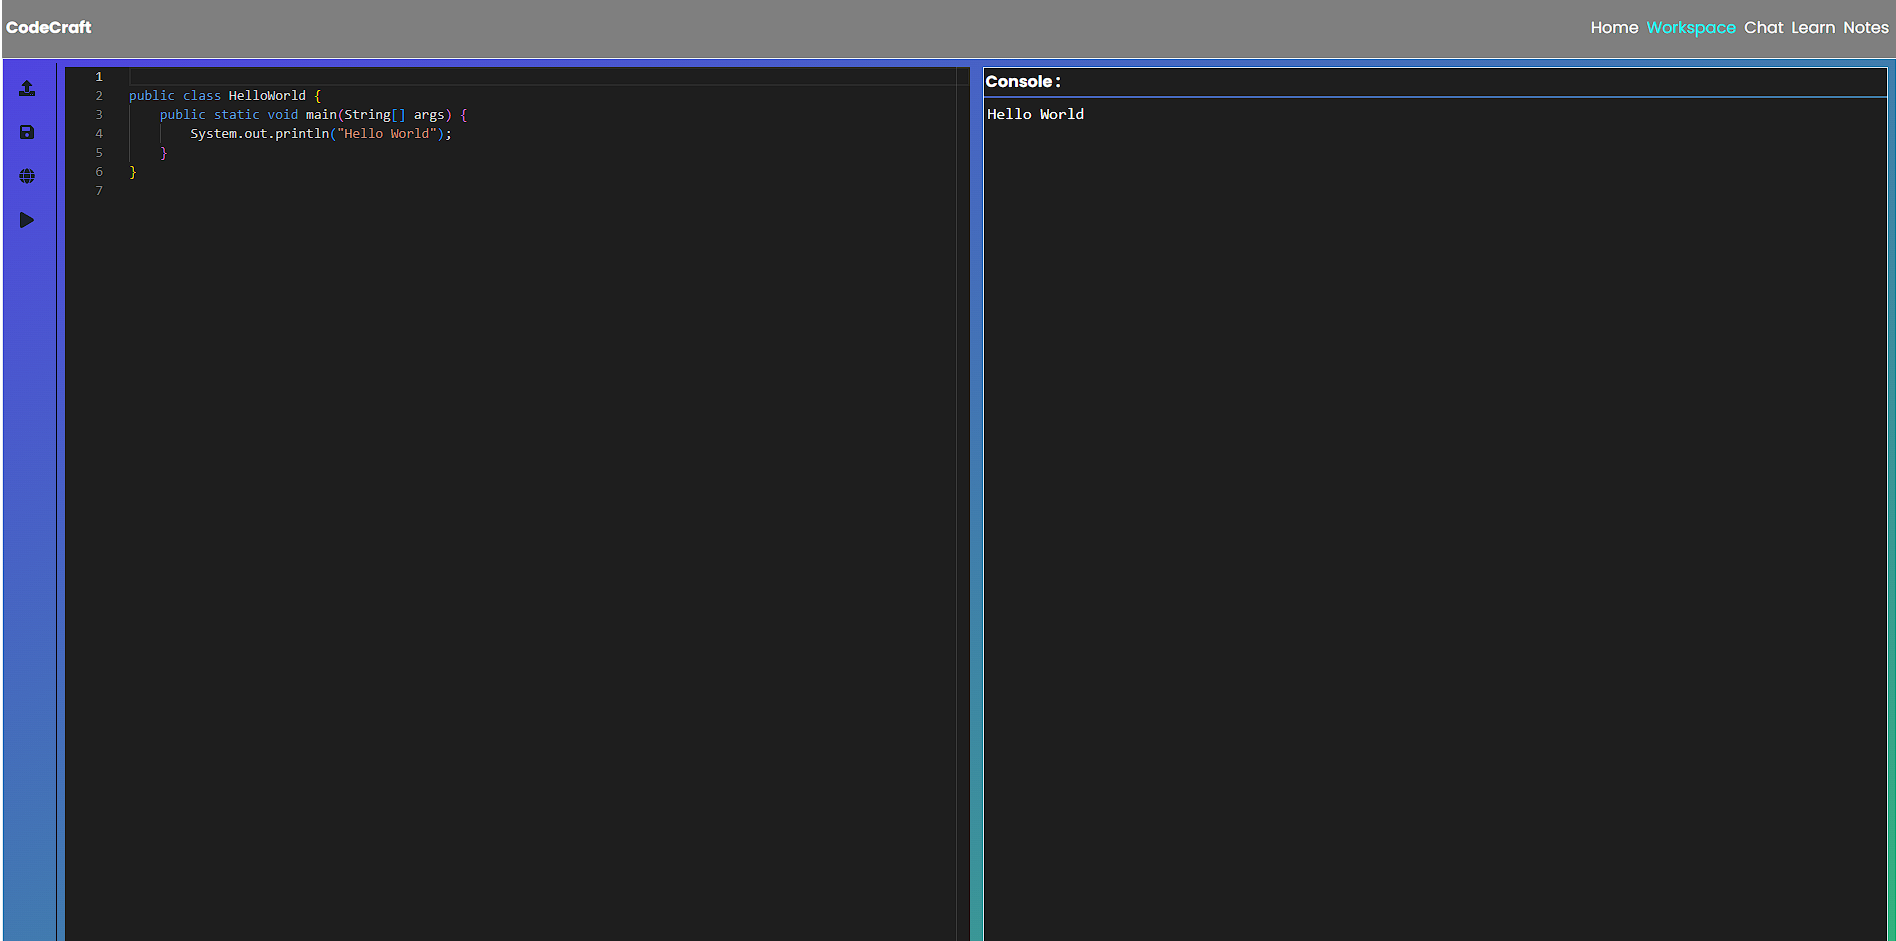 CodeCraft
Home Workspace Chat Learn Notes
1
2 public class HelloWorld {
3     public static void main(String[] args) {
4         System.out.println("Hello World");
5     }
6 }
7
Console :
Hello World